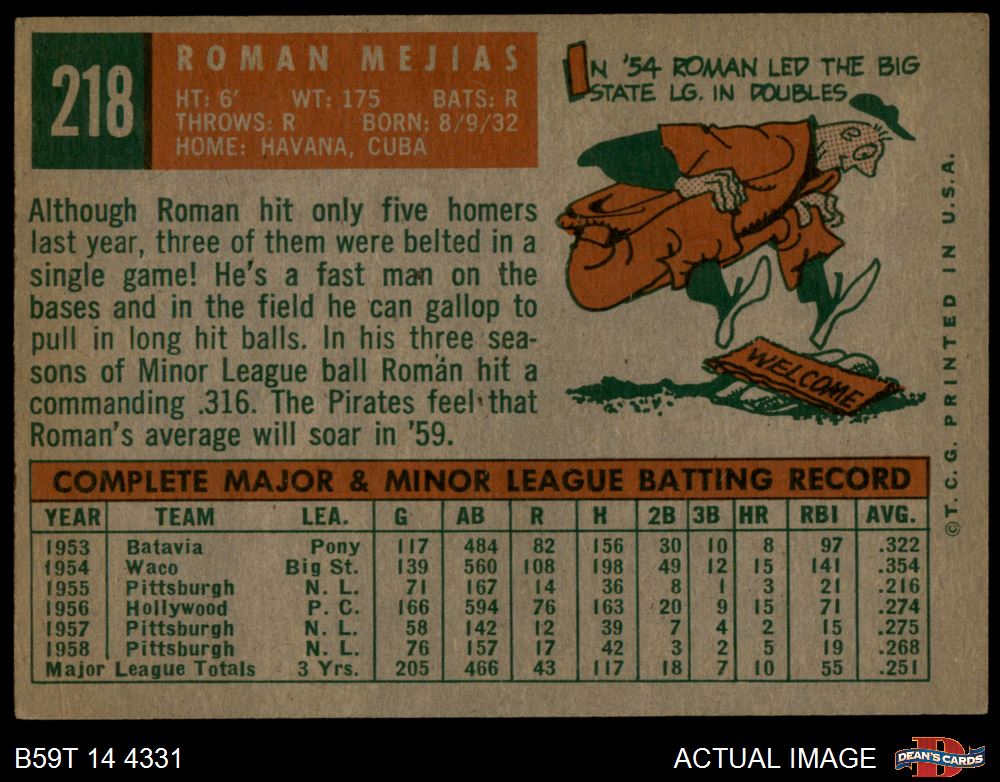 218
ROMAN MEJIAS
HT: 6' WT: 175 BATS: R
THROWS: R BORN: 8/9/32
HOME: HAVANA, CUBA
IN '54 ROMAN LED THE BIG
STATE LG. IN DOUBLES
WELCOME
Although Roman hit only five homers
last year, three of them were belted in a
single game! He's a fast man on the
bases and in the field he can gallop to
pull in long hit balls. In his three sea-
sons of Minor League ball Román hit a
commanding .316. The Pirates feel that
Roman's average will soar in '59.
COMPLETE MAJOR & MINOR LEAGUE BATTING RECORD
YEAR TEAM LEA. G AB R H 2B 3B HR RBI AVG.
1953 Batavia Pony 117 484 82 156 30 10 8 97 .322
1954 Waco Big St. 139 560 108 198 49 12 15 141 .354
1955 Pittsburgh N. L. 71 167 14 36 8 1 3 21 .216
1956 Hollywood P. C. 166 594 76 163 20 9 15 71 .274
1957 Pittsburgh N. L. 58 142 12 39 7 4 2 15 .275
1958 Pittsburgh N. L. 76 157 17 42 3 2 5 19 .268
Major League Totals 3 Yrs. 205 466 43 117 18 7 10 55 .251
©T. C. G. PRINTED IN U.S.A.
B59T 14 4331
ACTUAL IMAGE
D
DEAN'S CARDS